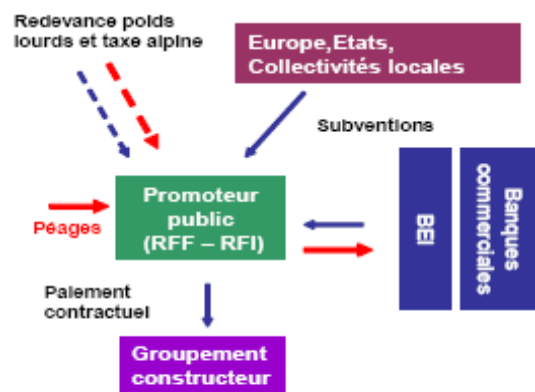 Redevance poids
lourds et taxe alpine
Europe,Etats,
Collectivités locales
Subventions
Promoteur
public
(RFF – RFI)
Péages
BEI
Banques
commerciales
Paiement
contractuel
Groupement
constructeur